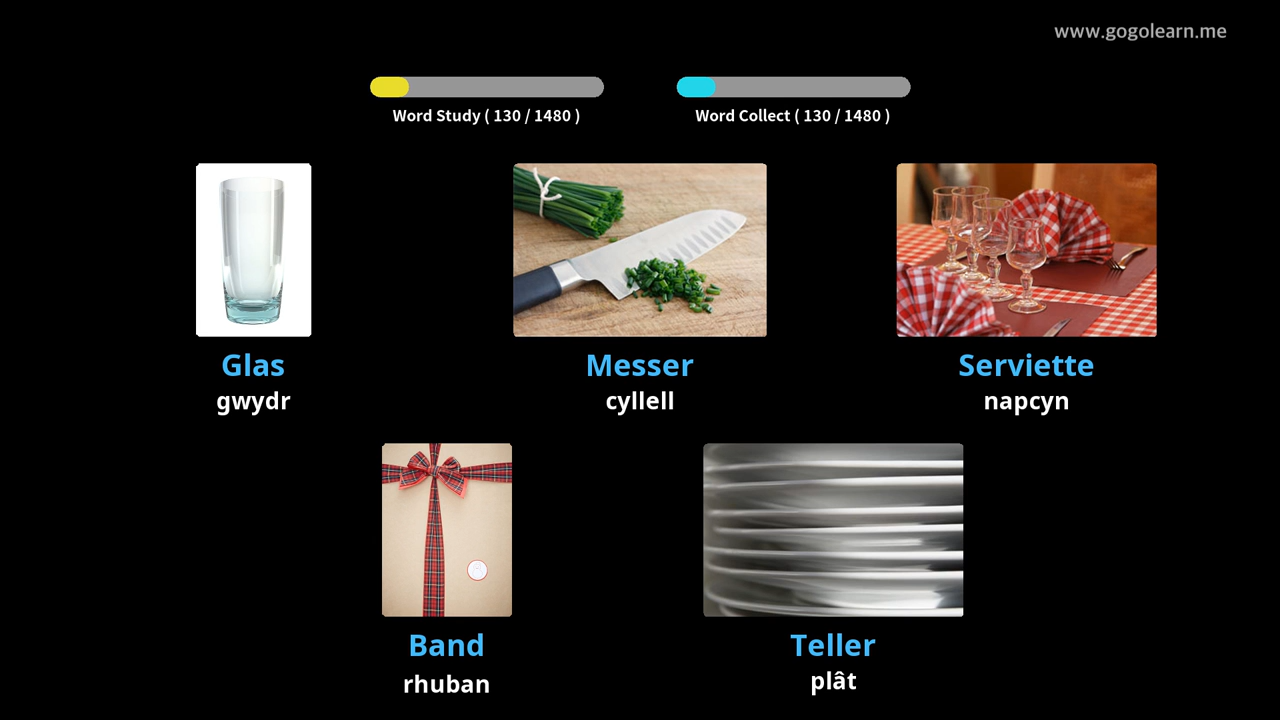 www.gogolearn.me
Word Study ( 130 / 1480 )
Word Collect ( 130 / 1480 )
Glas
gwydr
Messer
cyllell
Serviette
napcyn
Band
rhuban
Teller
plât